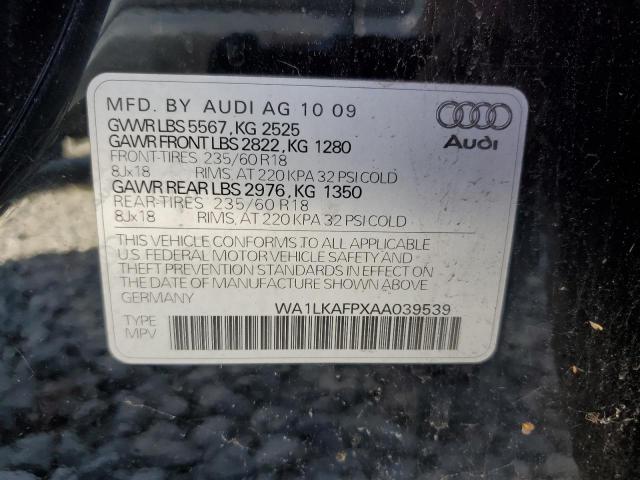 MFD. BY AUDI AG 10 09
GVWR LBS 5567, KG 2525
GAWR FRONT LBS 2822, KG 1280
FRONT-TIRES 235/60 R18
8Jx18 RIMS, AT 220 KPA 32 PSI COLD
GAWR REAR LBS 2976, KG 1350
REAR-TIRES 235/60 R18
8Jx18 RIMS, AT 220 KPA 32 PSI COLD
Audi
THIS VEHICLE CONFORMS TO ALL APPLICABLE
U.S. FEDERAL MOTOR VEHICLE SAFETY AND
THEFT PREVENTION STANDARDS IN EFFECT ON
THE DATE OF MANUFACTURE SHOWN ABOVE
GERMANY
WA1LKAFPXAA039539
TYPE
MPV